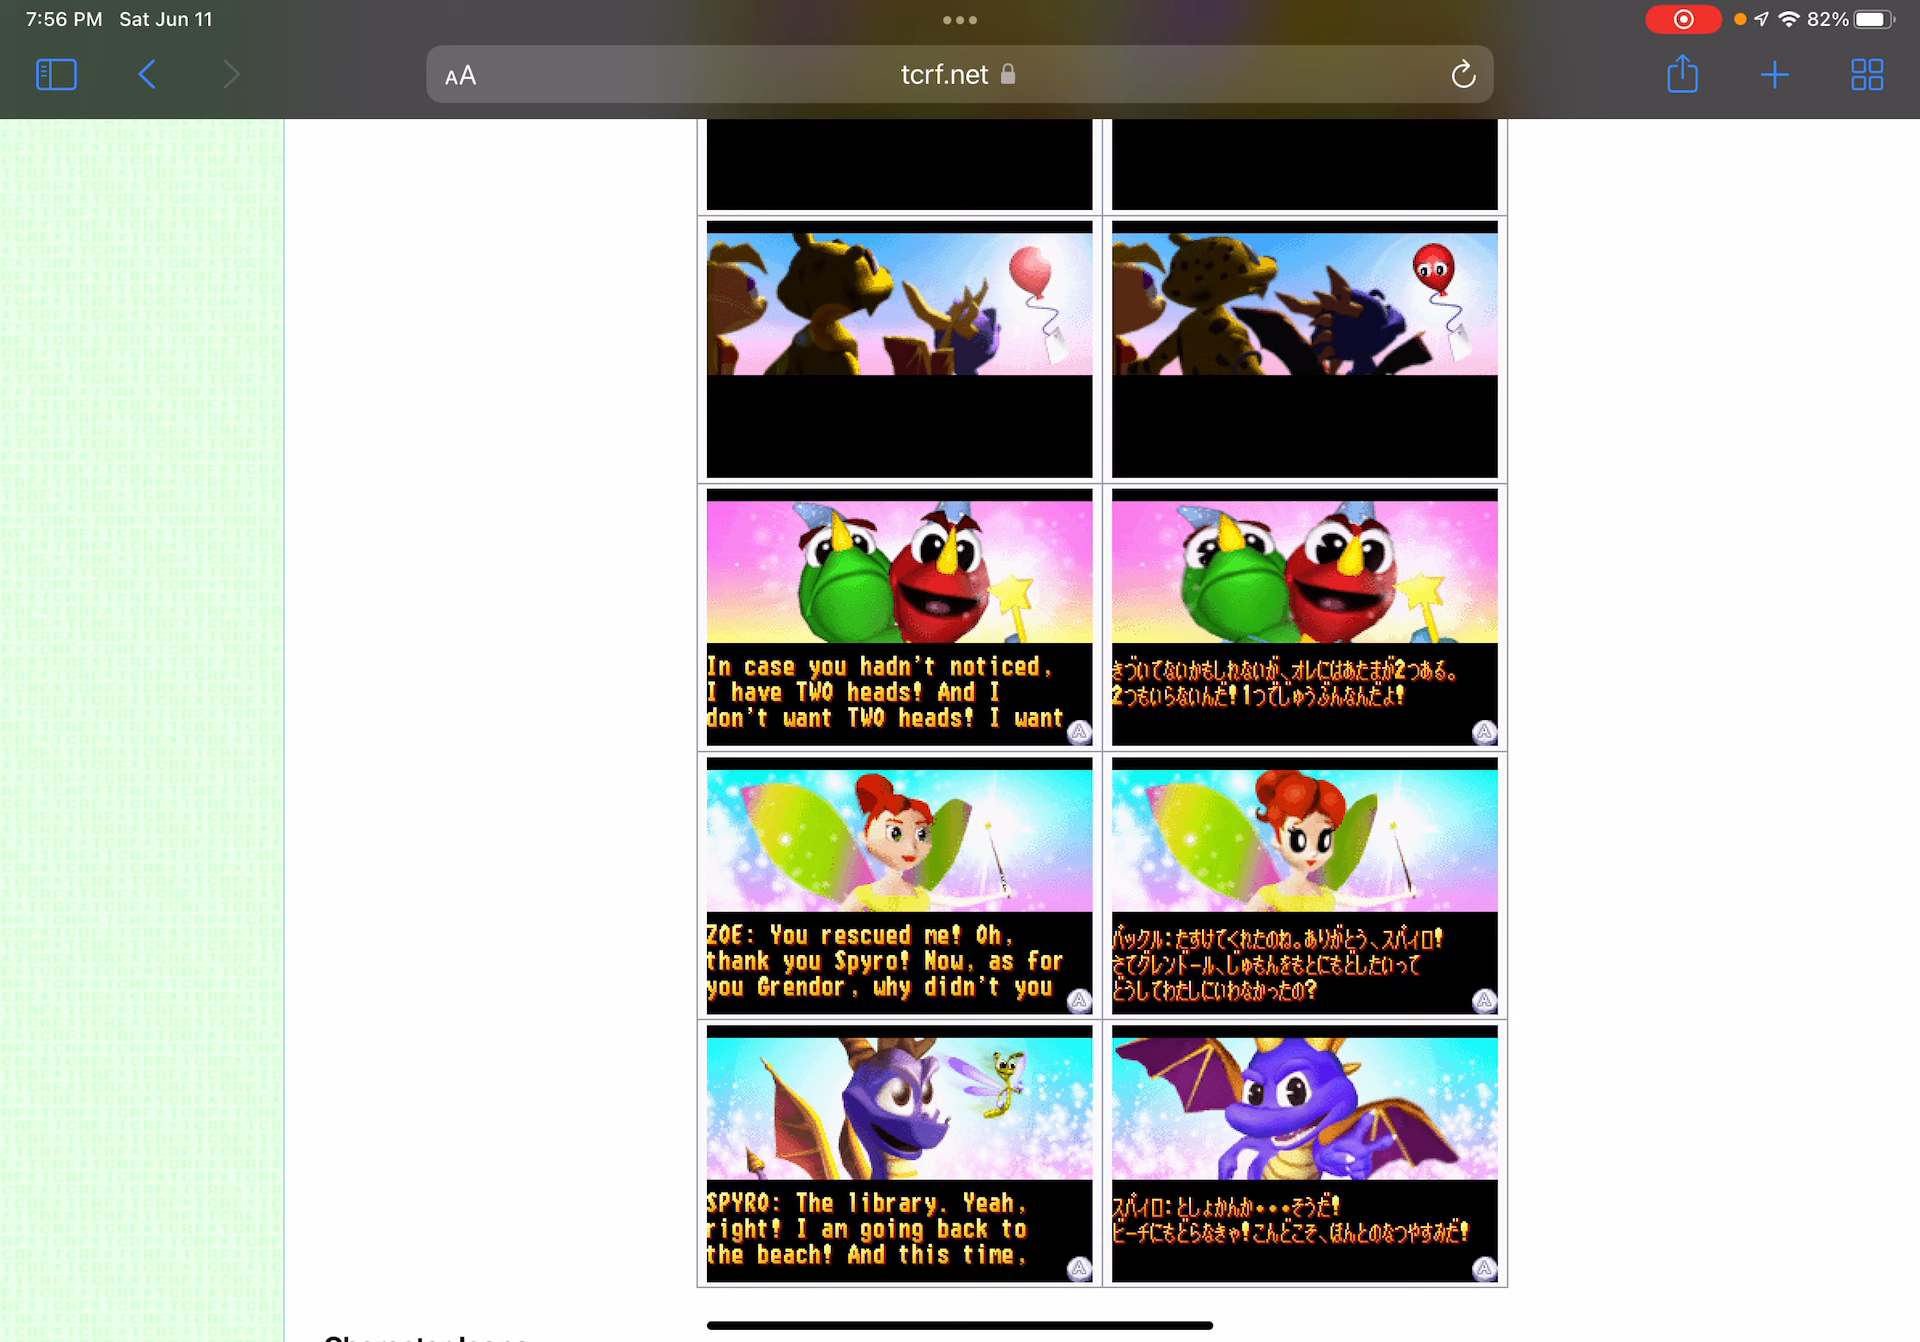 7:56 PM Sat Jun 11
82%
AA
tcrf.net
In case you hadn't noticed,
I have TWO heads! And I
don't want TWO heads! I want
A
きづいてないかもしれないが、オレにはあたまが2つある。
2つもいらないんだ!1つでじゅうぶんなんだよ!
A
ZOE: You rescued me! Oh,
thank you Spyro! Now, as for
you Grendor, why didn't you
A
バックル:たすけてくれたのね。ありがとう、スパイロ!
さてグレンドール、じゅもんをもとにもどしたいって
どうしてわたしにいわなかったの?
A
SPYRO: The library. Yeah,
right! I am going back to
the beach! And this time,
A
スパイロ:としょかんか・・・そうだ!
ビーチにもどらなきゃ!こんどこそ、ほんとのなつやすみだ!
A